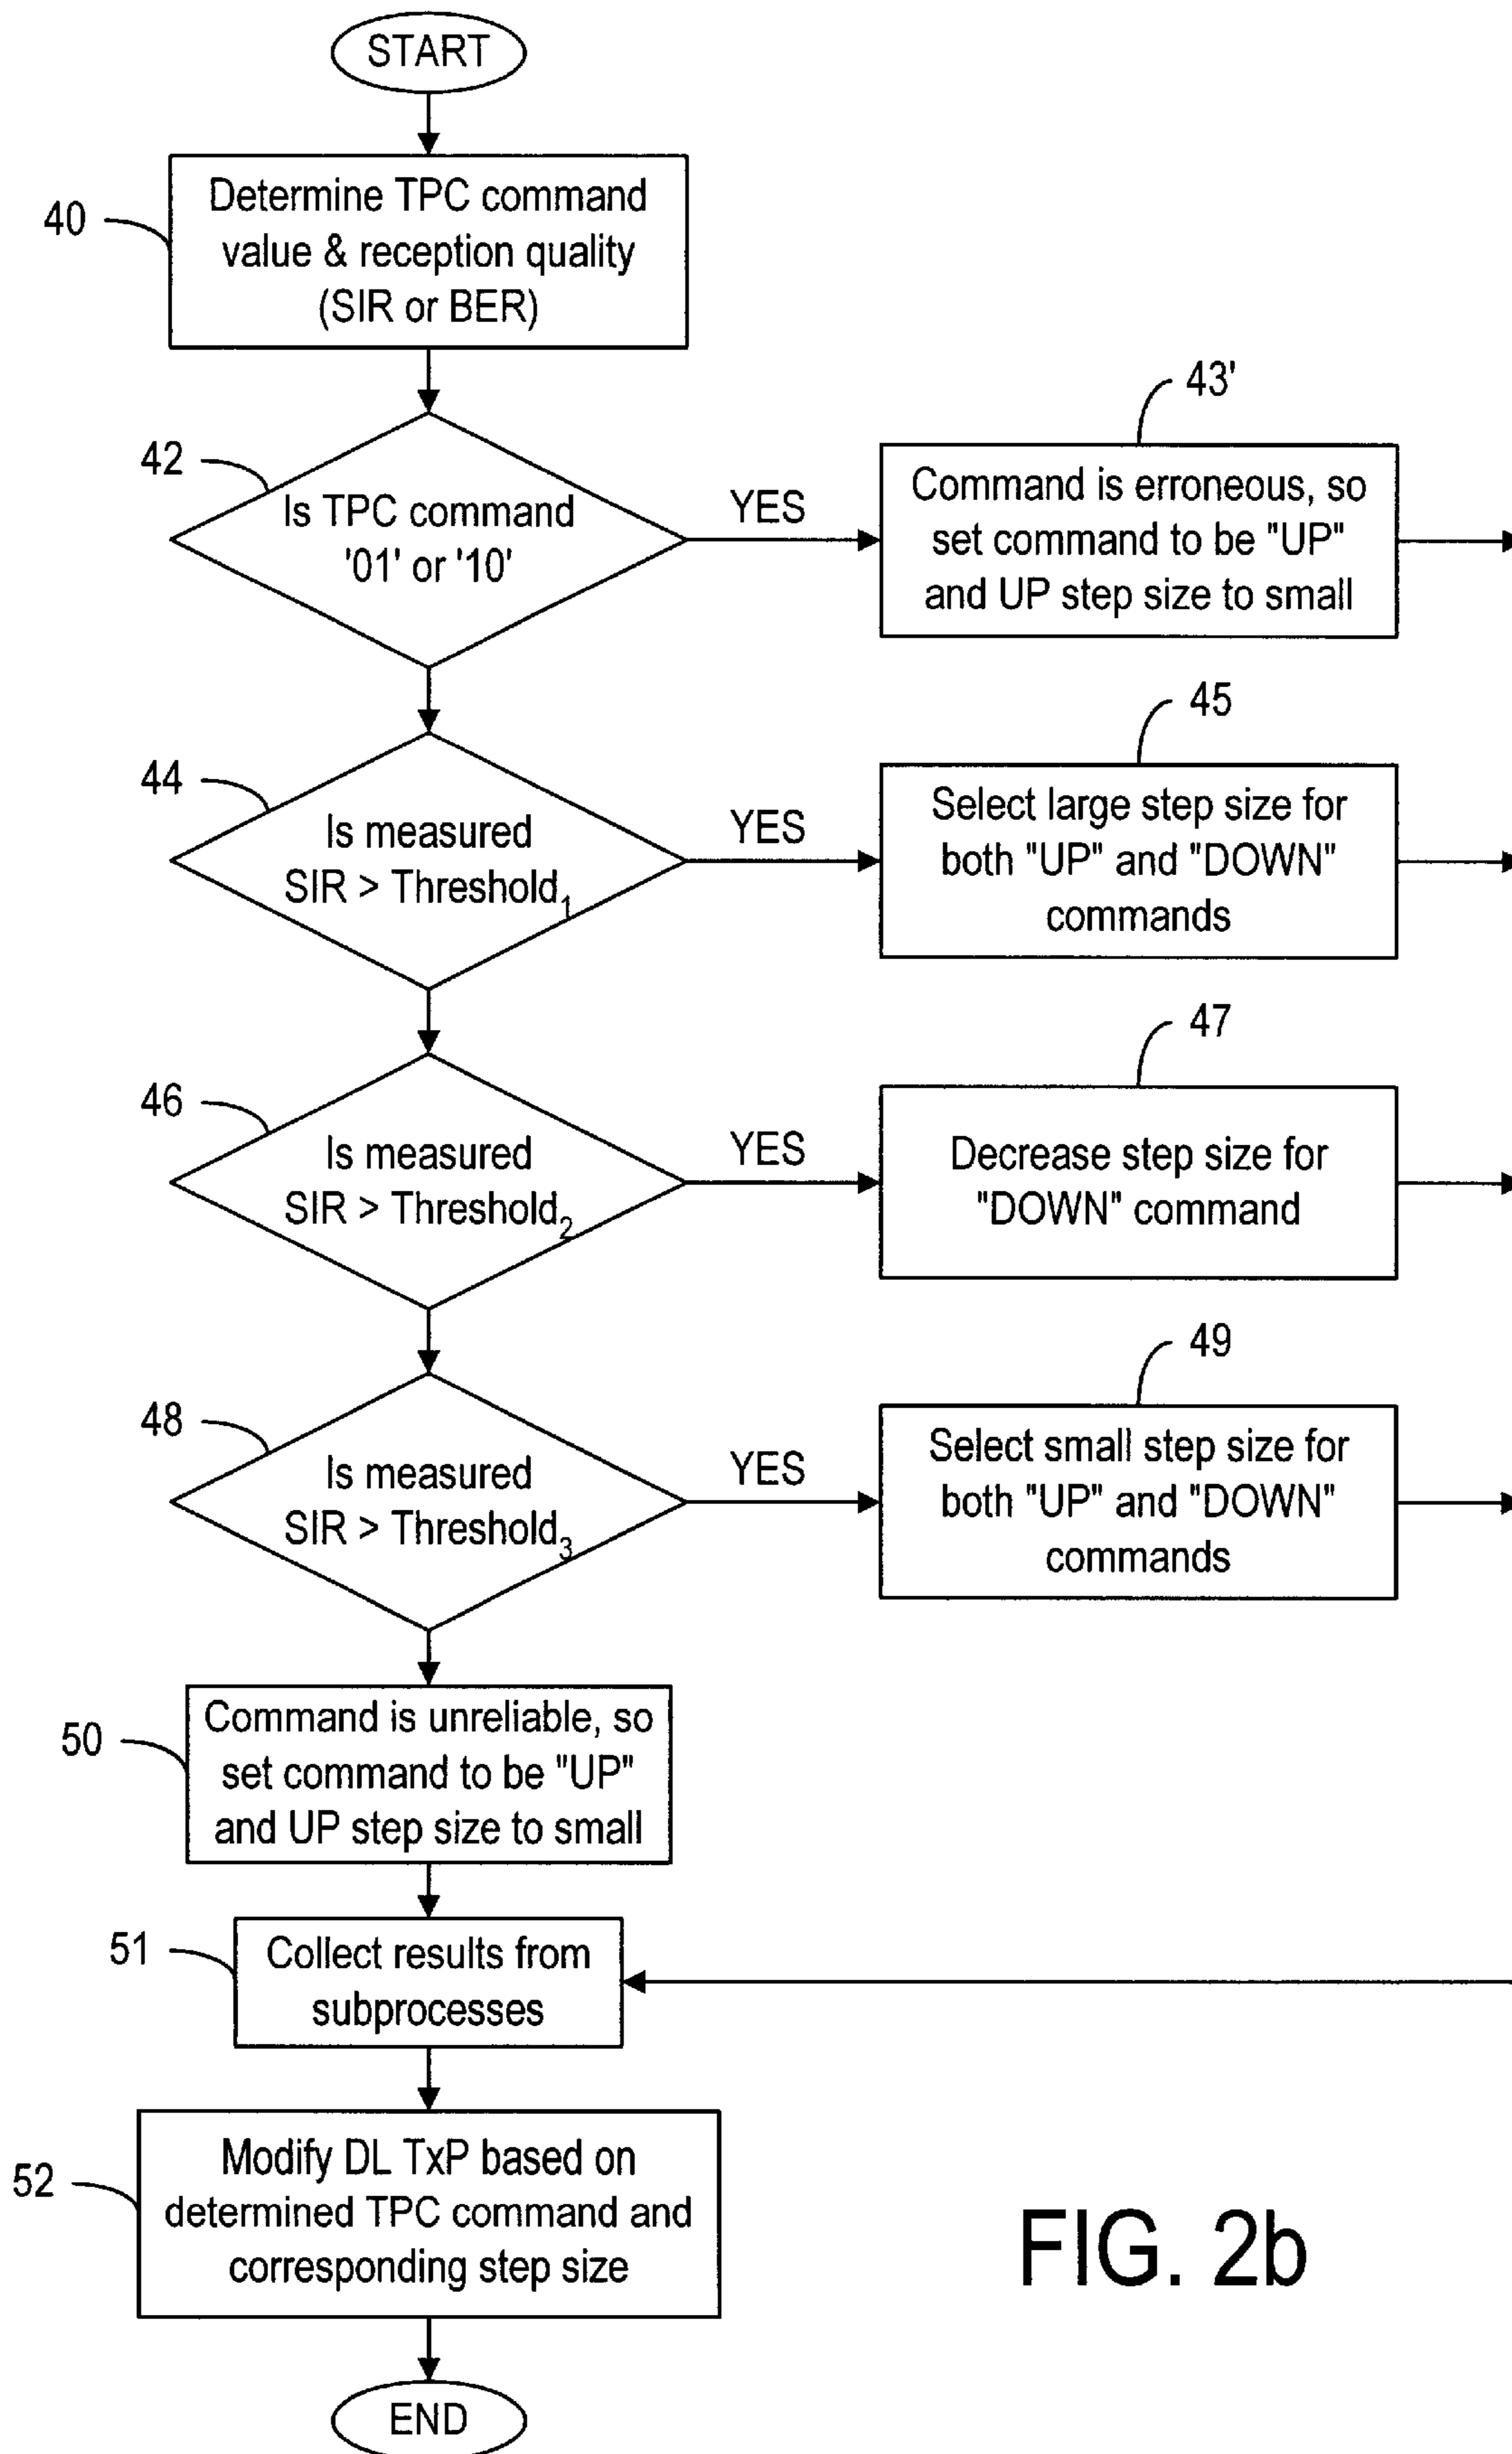 START
40
Determine TPC command
value & reception quality
(SIR or BER)
42
Is TPC command
'01' or '10'
YES
43'
Command is erroneous, so
set command to be "UP"
and UP step size to small
44
Is measured
SIR > Threshold₁
YES
45
Select large step size for
both "UP" and "DOWN"
commands
46
Is measured
SIR > Threshold₂
YES
47
Decrease step size for
"DOWN" command
48
Is measured
SIR > Threshold₃
YES
49
Select small step size for
both "UP" and "DOWN"
commands
50
Command is unreliable, so
set command to be "UP"
and UP step size to small
51
Collect results from
subprocesses
52
Modify DL TxP based on
determined TPC command and
corresponding step size
END
FIG. 2b